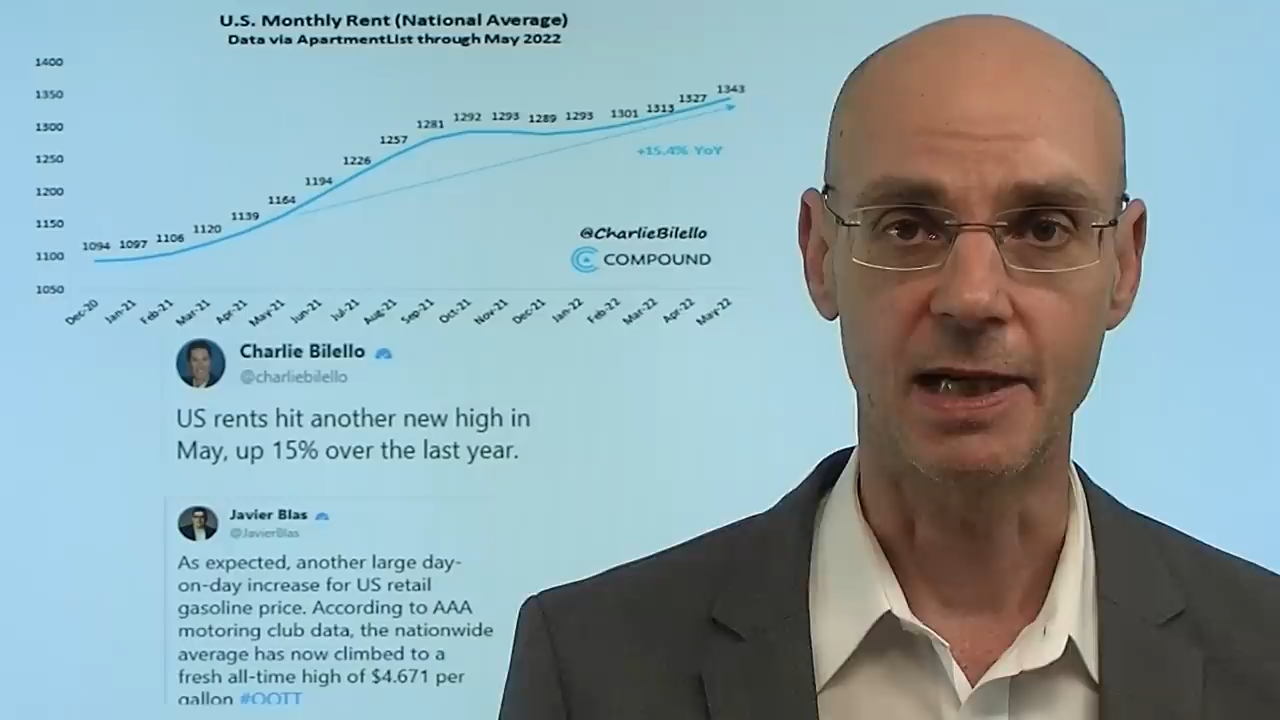 U.S. Monthly Rent (National Average)
Data via ApartmentList through May 2022
1400
1350
1300
1250
1200
1150
1100
1050
1094 1097 1106 1120 1139 1164 1194 1226 1257 1281 1292 1293 1289 1293 1301 1313 1327 1343
+15.4% YoY
@CharlieBilello
COMPOUND
Dec-20 Jan-21 Feb-21 Mar-21 Apr-21 May-21 Jun-21 Jul-21 Aug-21 Sep-21 Oct-21 Nov-21 Dec-21 Jan-22 Feb-22 Mar-22 Apr-22 May-22
Charlie Bilello
@charliebilello
US rents hit another new high in
May, up 15% over the last year.
Javier Blas
@JavierBlas
As expected, another large day-
on-day increase for US retail
gasoline price. According to AAA
motoring club data, the nationwide
average has now climbed to a
fresh all-time high of $4.671 per
gallon #OOTT